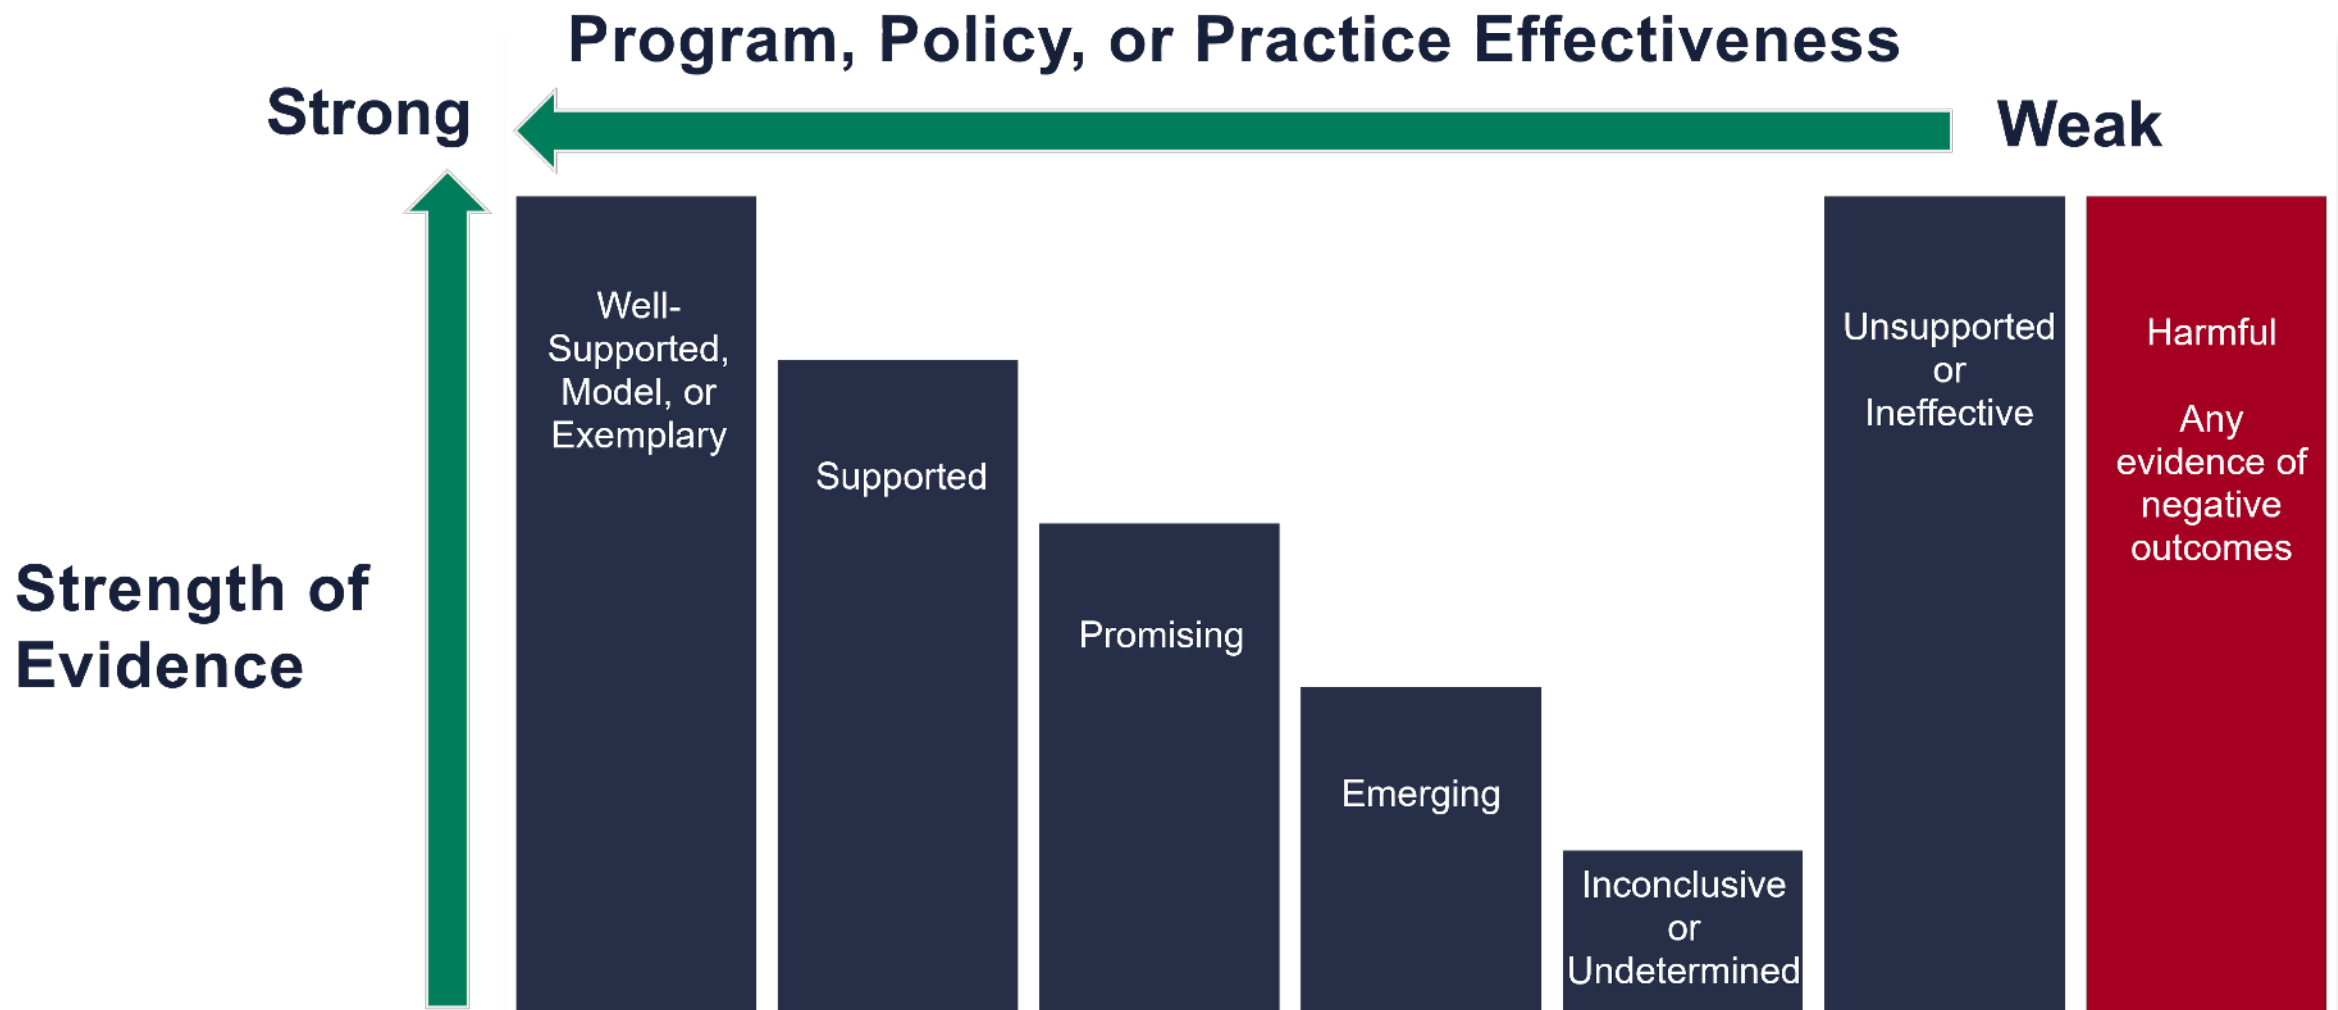 Program, Policy, or Practice Effectiveness
Strong
Weak
Strength of
Evidence
Well-
Supported,
Model, or
Exemplary
Supported
Promising
Emerging
Inconclusive
or
Undetermined
Unsupported
or
Ineffective
Harmful
Any
evidence of
negative
outcomes